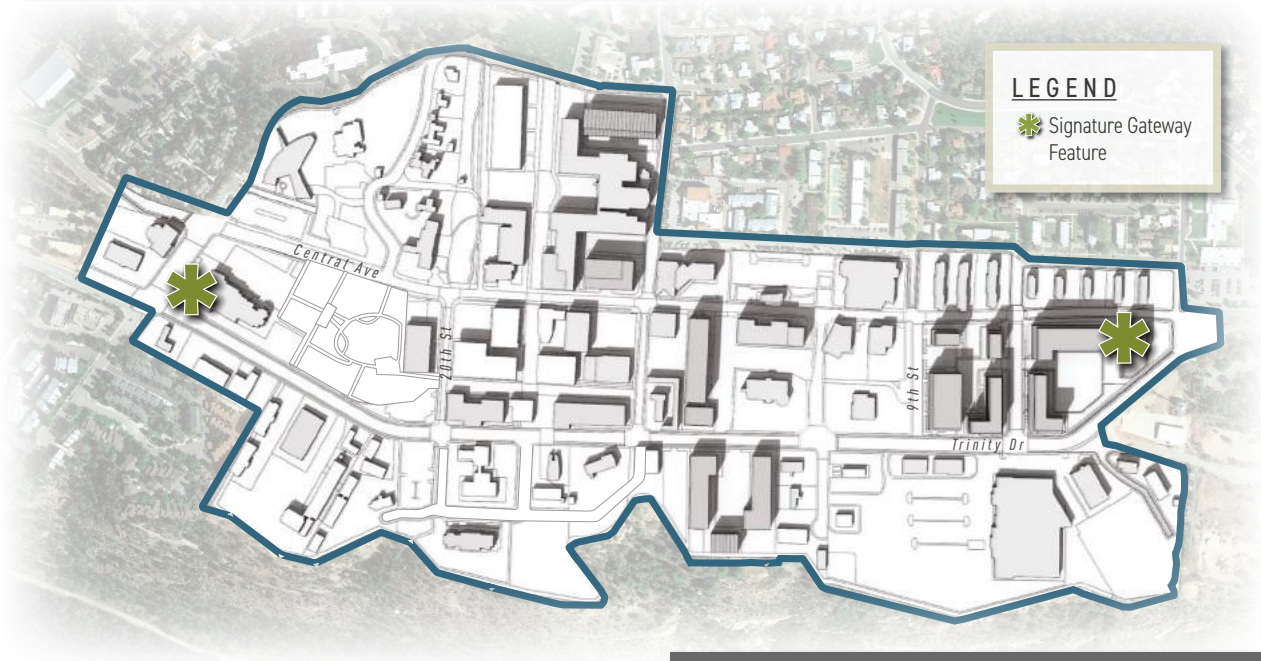 LEGEND
Signature Gateway
Feature
Central Ave
20th St
9th St
Trinity Dr